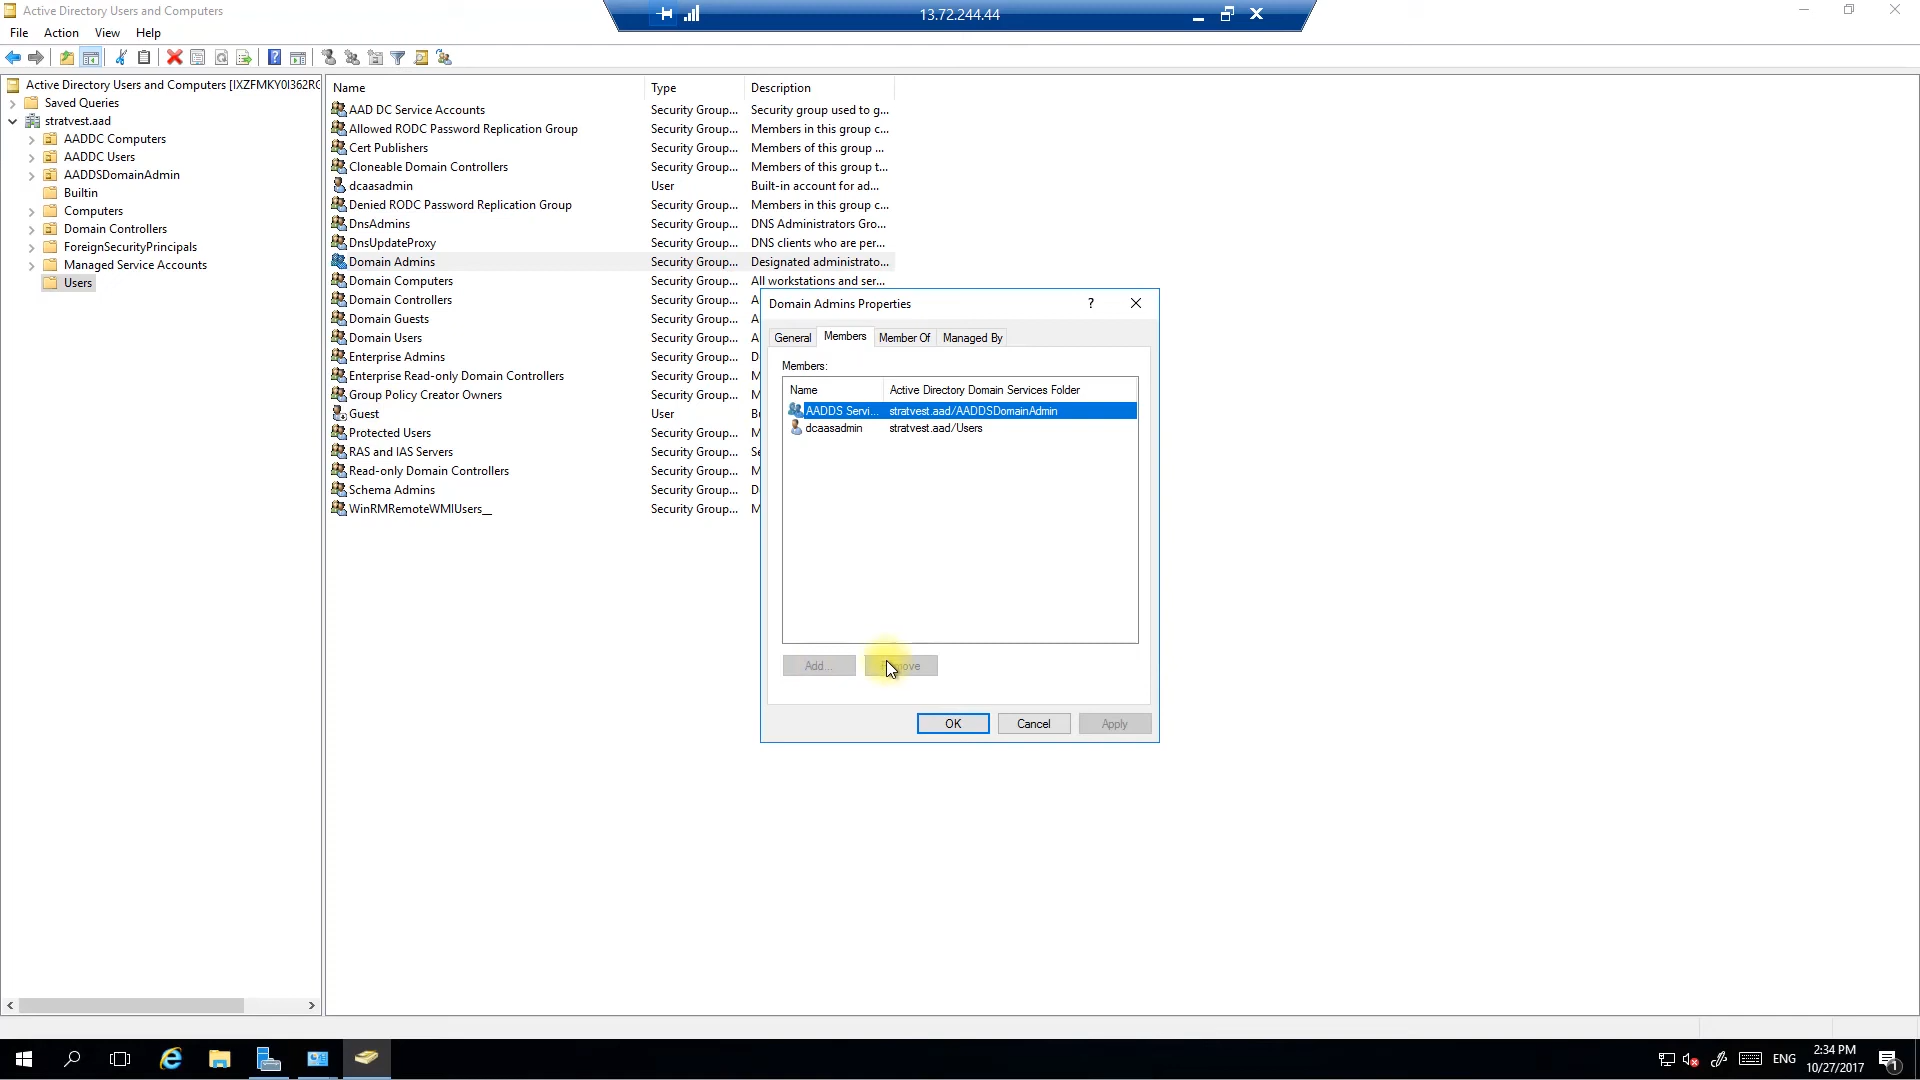 Active Directory Users and Computers
13.72.244.44
File Action View Help
Active Directory Users and Computers [IXZFMKY0I362RG
Saved Queries
stratvest.aad
AADDC Computers
AADDC Users
AADDSDomainAdmin
Builtin
Computers
Domain Controllers
ForeignSecurityPrincipals
Managed Service Accounts
Users
Name Type Description
AAD DC Service Accounts Security Group... Security group used to g...
Allowed RODC Password Replication Group Security Group... Members in this group c...
Cert Publishers Security Group... Members of this group ...
Cloneable Domain Controllers Security Group... Members of this group t...
dcaasadmin User Built-in account for ad...
Denied RODC Password Replication Group Security Group... Members in this group c...
DnsAdmins Security Group... DNS Administrators Gro...
DnsUpdateProxy Security Group... DNS clients who are per...
Domain Admins Security Group... Designated administrato...
Domain Computers Security Group... All workstations and ser...
Domain Controllers Security Group... A
Domain Guests Security Group... A
Domain Users Security Group... A
Enterprise Admins Security Group... D
Enterprise Read-only Domain Controllers Security Group... M
Group Policy Creator Owners Security Group... M
Guest User Bu
Protected Users Security Group... M
RAS and IAS Servers Security Group... Se
Read-only Domain Controllers Security Group... M
Schema Admins Security Group... D
WinRMRemoteWMIUsers__ Security Group... M
Domain Admins Properties
?
General Members Member Of Managed By
Members:
Name Active Directory Domain Services Folder
AADDS Servi... stratvest.aad/AADDSDomainAdmin
dcaasadmin stratvest.aad/Users
Add... Remove
OK Cancel Apply
ENG
2:34 PM
10/27/2017
1